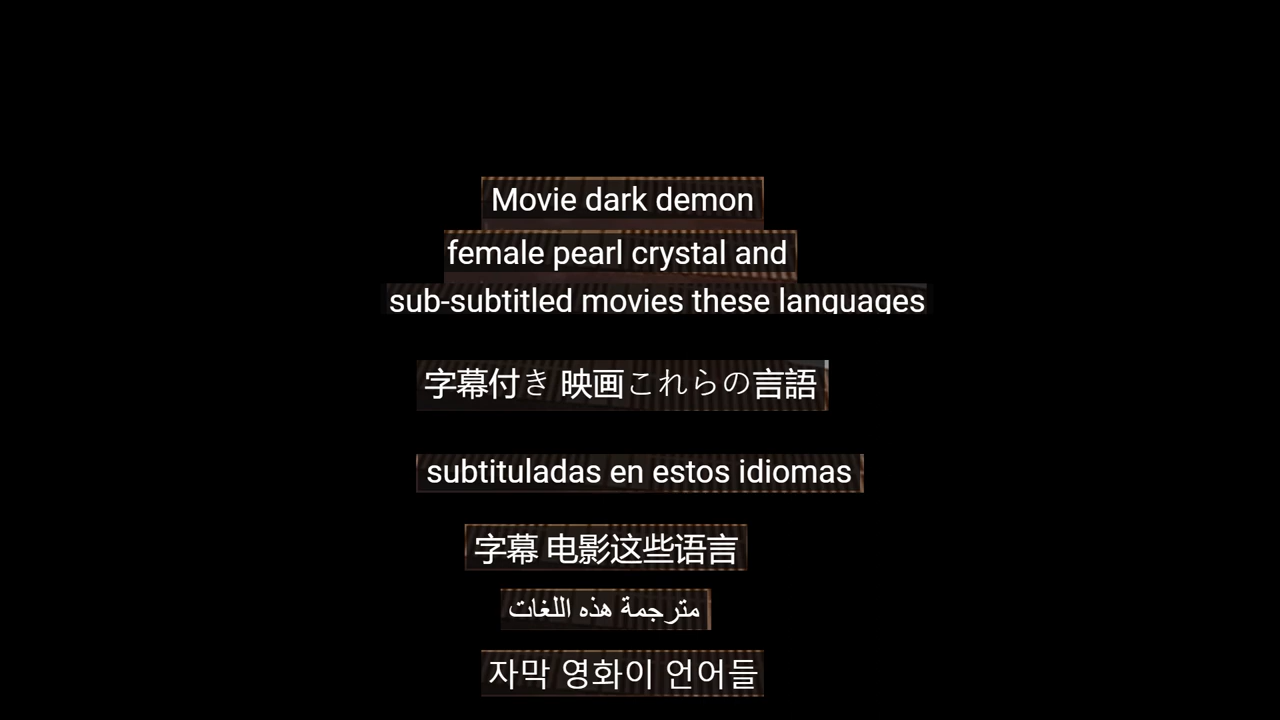 Movie dark demon
female pearl crystal and
sub-subtitled movies these languages
字幕付き 映画これらの言語
subtituladas en estos idiomas
字幕 电影这些语言
مترجمة هذه اللغات
자막 영화이 언어들